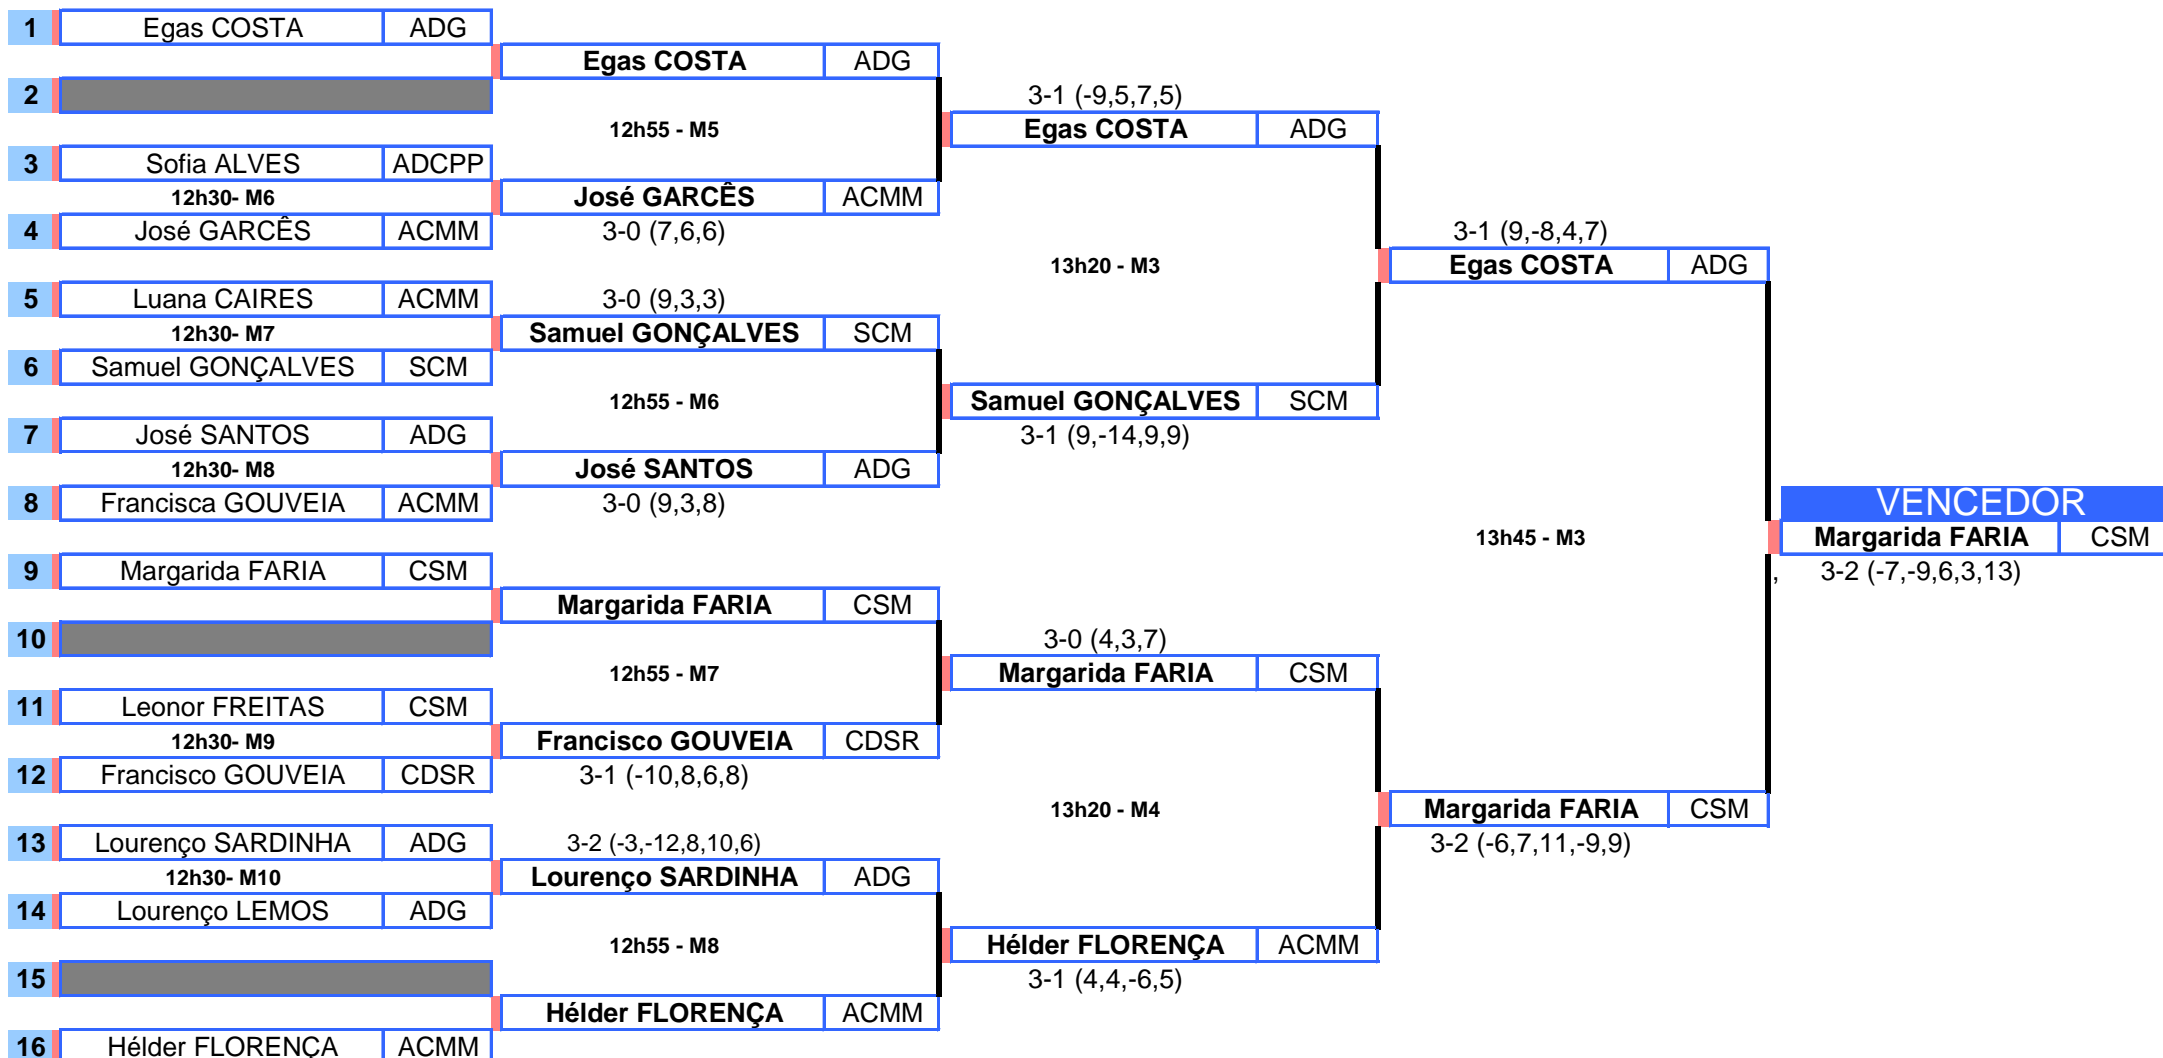 1 Egas COSTA ADG
Egas COSTA ADG
2
3-1 (-9,5,7,5)
12h55 - M5
Egas COSTA ADG
3 Sofia ALVES ADCPP
12h30- M6
José GARCÊS ACMM
4 José GARCÊS ACMM
3-0 (7,6,6)
3-1 (9,-8,4,7)
13h20 - M3
Egas COSTA ADG
5 Luana CAIRES ACMM
3-0 (9,3,3)
12h30- M7
Samuel GONÇALVES SCM
6 Samuel GONÇALVES SCM
12h55 - M6
Samuel GONÇALVES SCM
7 José SANTOS ADG
3-1 (9,-14,9,9)
12h30- M8
José SANTOS ADG
8 Francisca GOUVEIA ACMM
3-0 (9,3,8)
VENCEDOR
13h45 - M3
Margarida FARIA CSM
9 Margarida FARIA CSM
, 3-2 (-7,-9,6,3,13)
Margarida FARIA CSM
10
3-0 (4,3,7)
12h55 - M7
Margarida FARIA CSM
11 Leonor FREITAS CSM
12h30- M9
Francisco GOUVEIA CDSR
12 Francisco GOUVEIA CDSR
3-1 (-10,8,6,8)
13h20 - M4
Margarida FARIA CSM
13 Lourenço SARDINHA ADG
3-2 (-3,-12,8,10,6)
3-2 (-6,7,11,-9,9)
12h30- M10
Lourenço SARDINHA ADG
14 Lourenço LEMOS ADG
12h55 - M8
Hélder FLORENÇA ACMM
15
3-1 (4,4,-6,5)
Hélder FLORENÇA ACMM
16 Hélder FLORENÇA ACMM